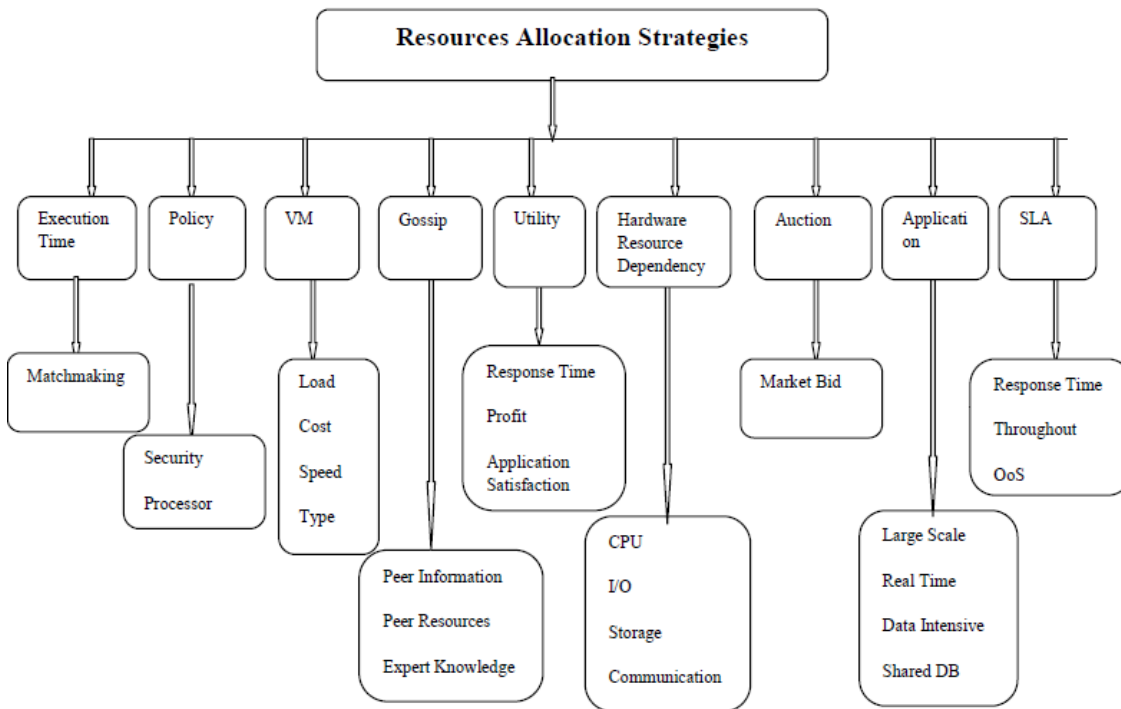 Resources Allocation Strategies
Execution
Time
Policy
VM
Gossip
Utility
Hardware
Resource
Dependency
Auction
Applicati
on
SLA
Matchmaking
Security
Processor
Load
Cost
Speed
Type
Peer Information
Peer Resources
Expert Knowledge
Response Time
Profit
Application
Satisfaction
CPU
I/O
Storage
Communication
Market Bid
Large Scale
Real Time
Data Intensive
Shared DB
Response Time
Throughout
OoS